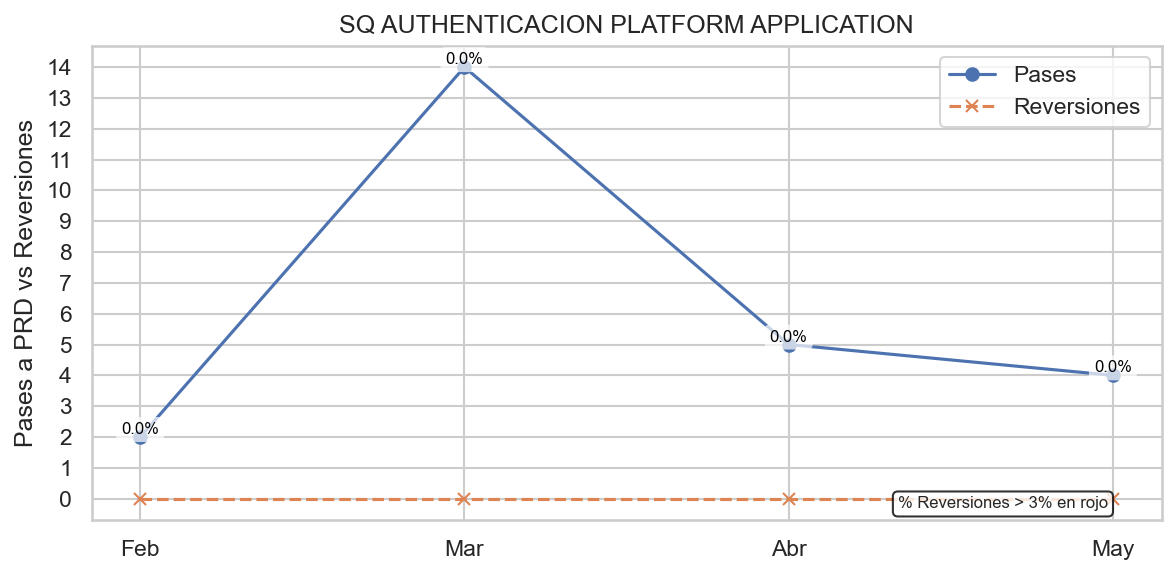 SQ AUTHENTICACION PLATFORM APPLICATION
Pases a PRD vs Reversiones
14
13
12
11
10
9
8
7
6
5
4
3
2
1
0
0.0%
0.0%
0.0%
0.0%
Pases
Reversiones
% Reversiones > 3% en rojo
Feb
Mar
Abr
May